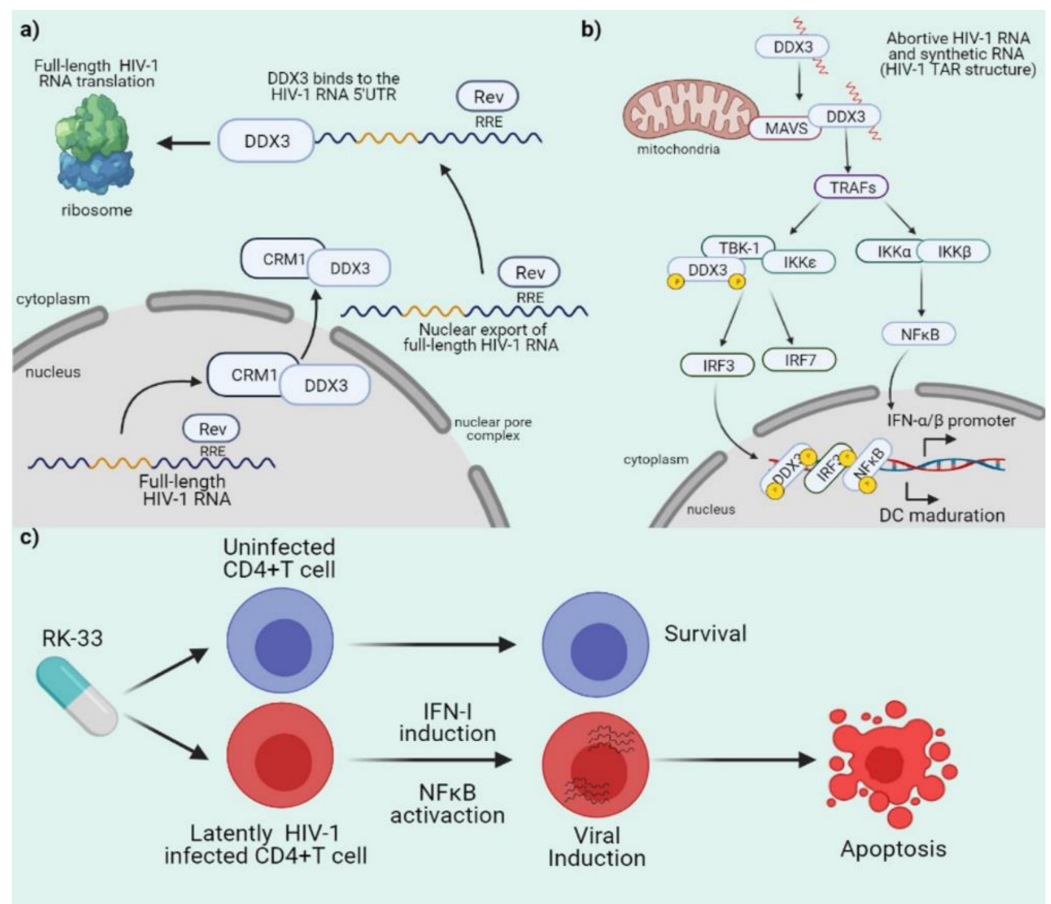 a)
Full-length HIV-1
RNA translation
ribosome
DDX3 binds to the
HIV-1 RNA 5'UTR
DDX3
Rev
RRE
CRM1
DDX3
Rev
RRE
Nuclear export of
full-length HIV-1 RNA
cytoplasm
nucleus
CRM1
DDX3
Rev
RRE
Full-length
HIV-1 RNA
nuclear pore
complex
b)
DDX3
Abortive HIV-1 RNA
and synthetic RNA
(HIV-1 TAR structure)
mitochondria
MAVS
DDX3
TRAFs
TBK-1
DDX3
IKKε
P
P
IKKα
IKKβ
IRF3
IRF7
NFκB
IFN-α/β promoter
cytoplasm
nucleus
DDX3
IRF3
NFκB
DC maduration
c)
RK-33
Uninfected
CD4+T cell
Survival
IFN-I
induction
NFκB
activaction
Latently HIV-1
infected CD4+T cell
Viral
Induction
Apoptosis